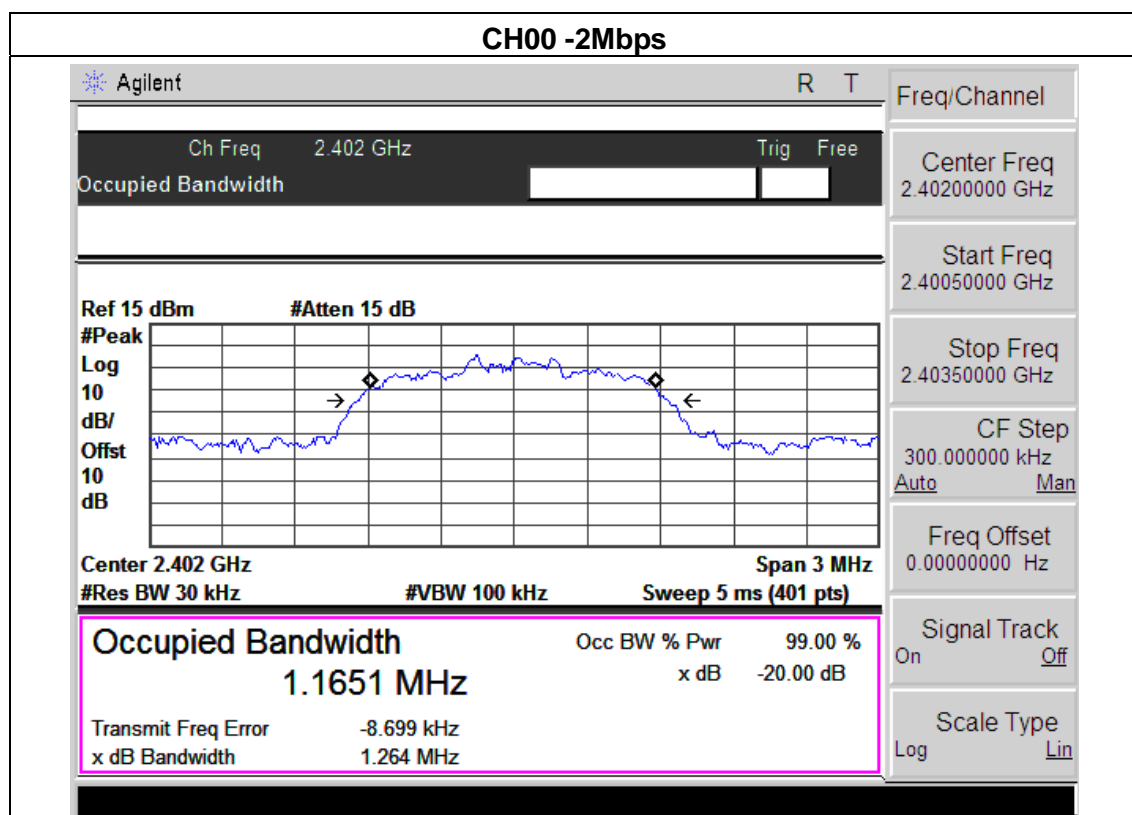 CH00 -2Mbps
Agilent R T
Ch Freq 2.402 GHz Trig Free
Occupied Bandwidth
Ref 15 dBm #Atten 15 dB
#Peak
Log
10
dB/
Offst
10
dB
Center 2.402 GHz Span 3 MHz
#Res BW 30 kHz #VBW 100 kHz Sweep 5 ms (401 pts)
Occupied Bandwidth Occ BW % Pwr 99.00 %
1.1651 MHz x dB -20.00 dB
Transmit Freq Error -8.699 kHz
x dB Bandwidth 1.264 MHz
Freq/Channel
Center Freq
2.40200000 GHz
Start Freq
2.40050000 GHz
Stop Freq
2.40350000 GHz
CF Step
300.000000 kHz
Auto Man
Freq Offset
0.00000000 Hz
Signal Track
On Off
Scale Type
Log Lin